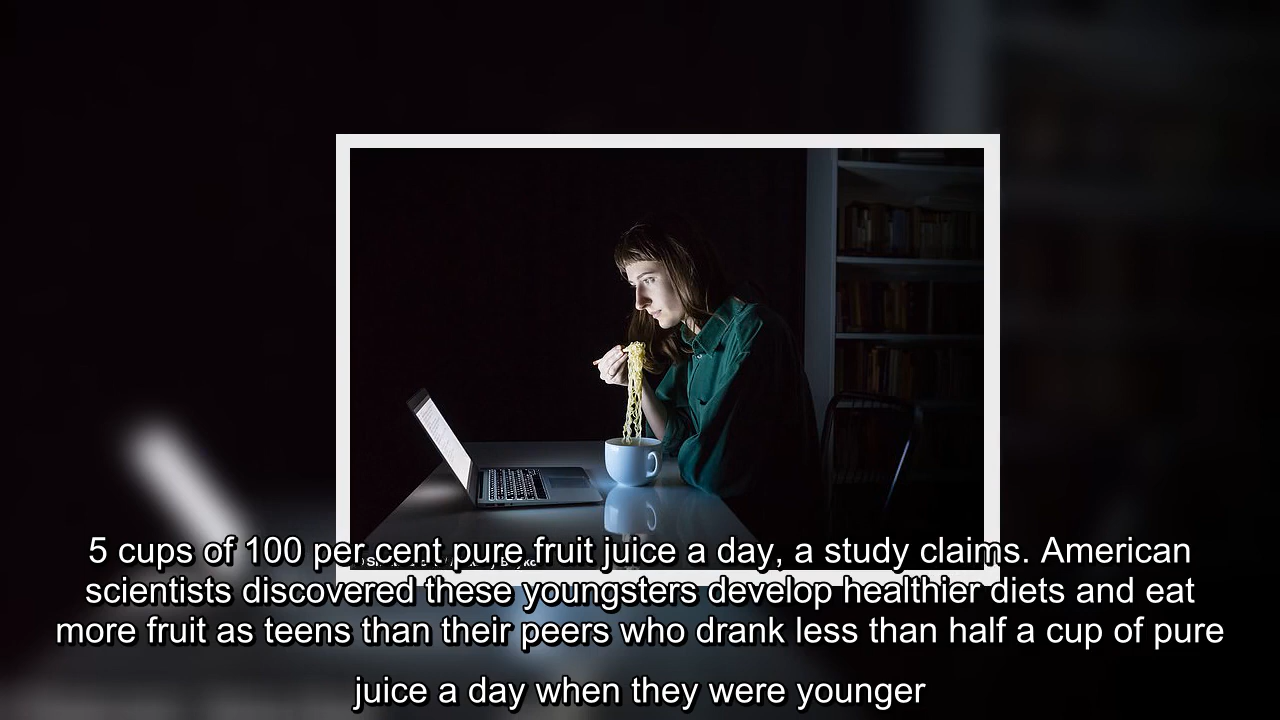 5 cups of 100 per cent pure fruit juice a day, a study claims. American
scientists discovered these youngsters develop healthier diets and eat
more fruit as teens than their peers who drank less than half a cup of pure
juice a day when they were younger